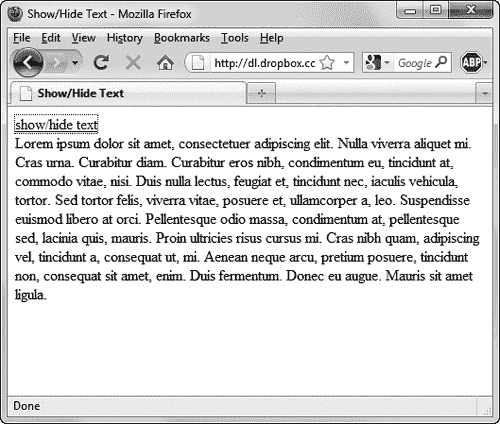 Show/Hide Text - Mozilla Firefox
File Edit View History Bookmarks Tools Help
http://dl.dropbox.cc Google ABP
Show/Hide Text
show/hide text
Lorem ipsum dolor sit amet, consectetuer adipiscing elit. Nulla viverra aliquet mi.
Cras urna. Curabitur diam. Curabitur eros nibh, condimentum eu, tincidunt at,
commodo vitae, nisi. Duis nulla lectus, feugiat et, tincidunt nec, iaculis vehicula,
tortor. Sed tortor felis, viverra vitae, posuere et, ullamcorper a, leo. Suspendisse
euismod libero at orci. Pellentesque odio massa, condimentum at, pellentesque
sed, lacinia quis, mauris. Proin ultricies risus cursus mi. Cras nibh quam, adipiscing
vel, tincidunt a, consequat ut, mi. Aenean neque arcu, pretium posuere, tincidunt
non, consequat sit amet, enim. Duis fermentum. Donec eu augue. Mauris sit amet
ligula.
Done